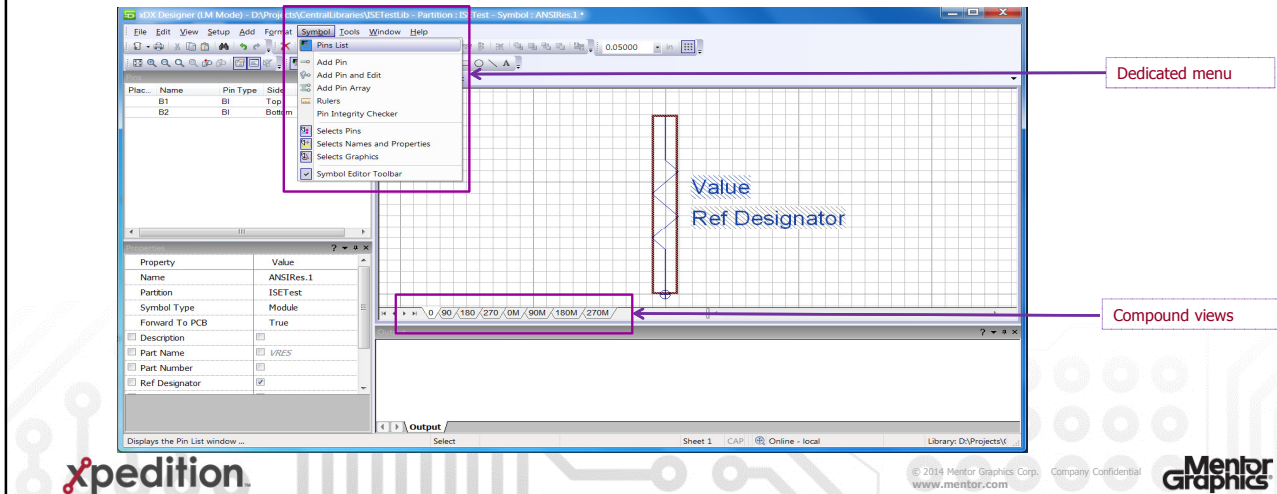 xDX Designer (LM Mode) - D:\Projects\CentralLibraries\ISETestLib - Partition : ISETest - Symbol : ANSIRes.1 *
File Edit View Setup Add Format Symbol Tools Window Help
0.05000 in
Pins List
Add Pin
Add Pin and Edit
Add Pin Array
Rulers
Pin Integrity Checker
Selects Pins
Selects Names and Properties
Selects Graphics
Symbol Editor Toolbar
Dedicated menu
Pins
Plac... Name Pin Type Side
B1 BI Top
B2 BI Bottom
Value
Ref Designator
Properties
Property Value
Name ANSIRes.1
Partition ISETest
Symbol Type Module
Forward To PCB True
Description
Part Name VRES
Part Number
Ref Designator
0 90 180 270 0M 90M 180M 270M
Compound views
Output
Displays the Pin List window ... Select Sheet 1 CAP Online - local Library: D:\Projects\C
xpedition™
© 2014 Mentor Graphics Corp. Company Confidential
www.mentor.com
Mentor Graphics